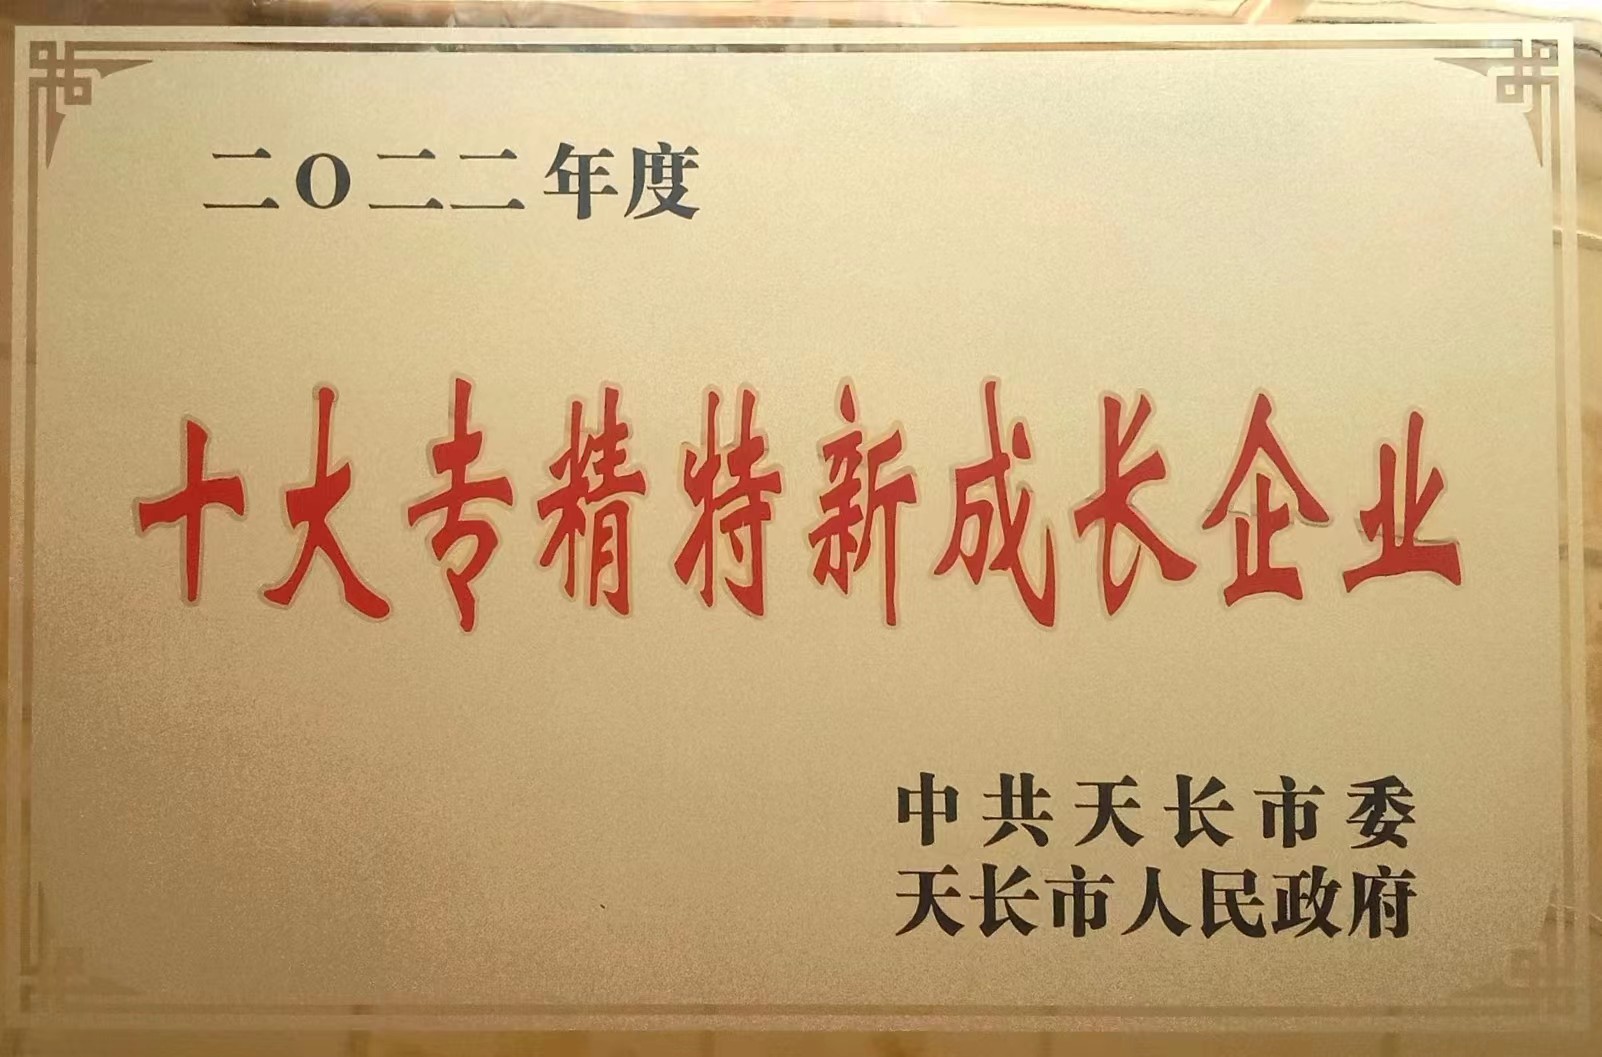 二O二二年度
十大专精特新成长企业
中共天长市委
天长市人民政府